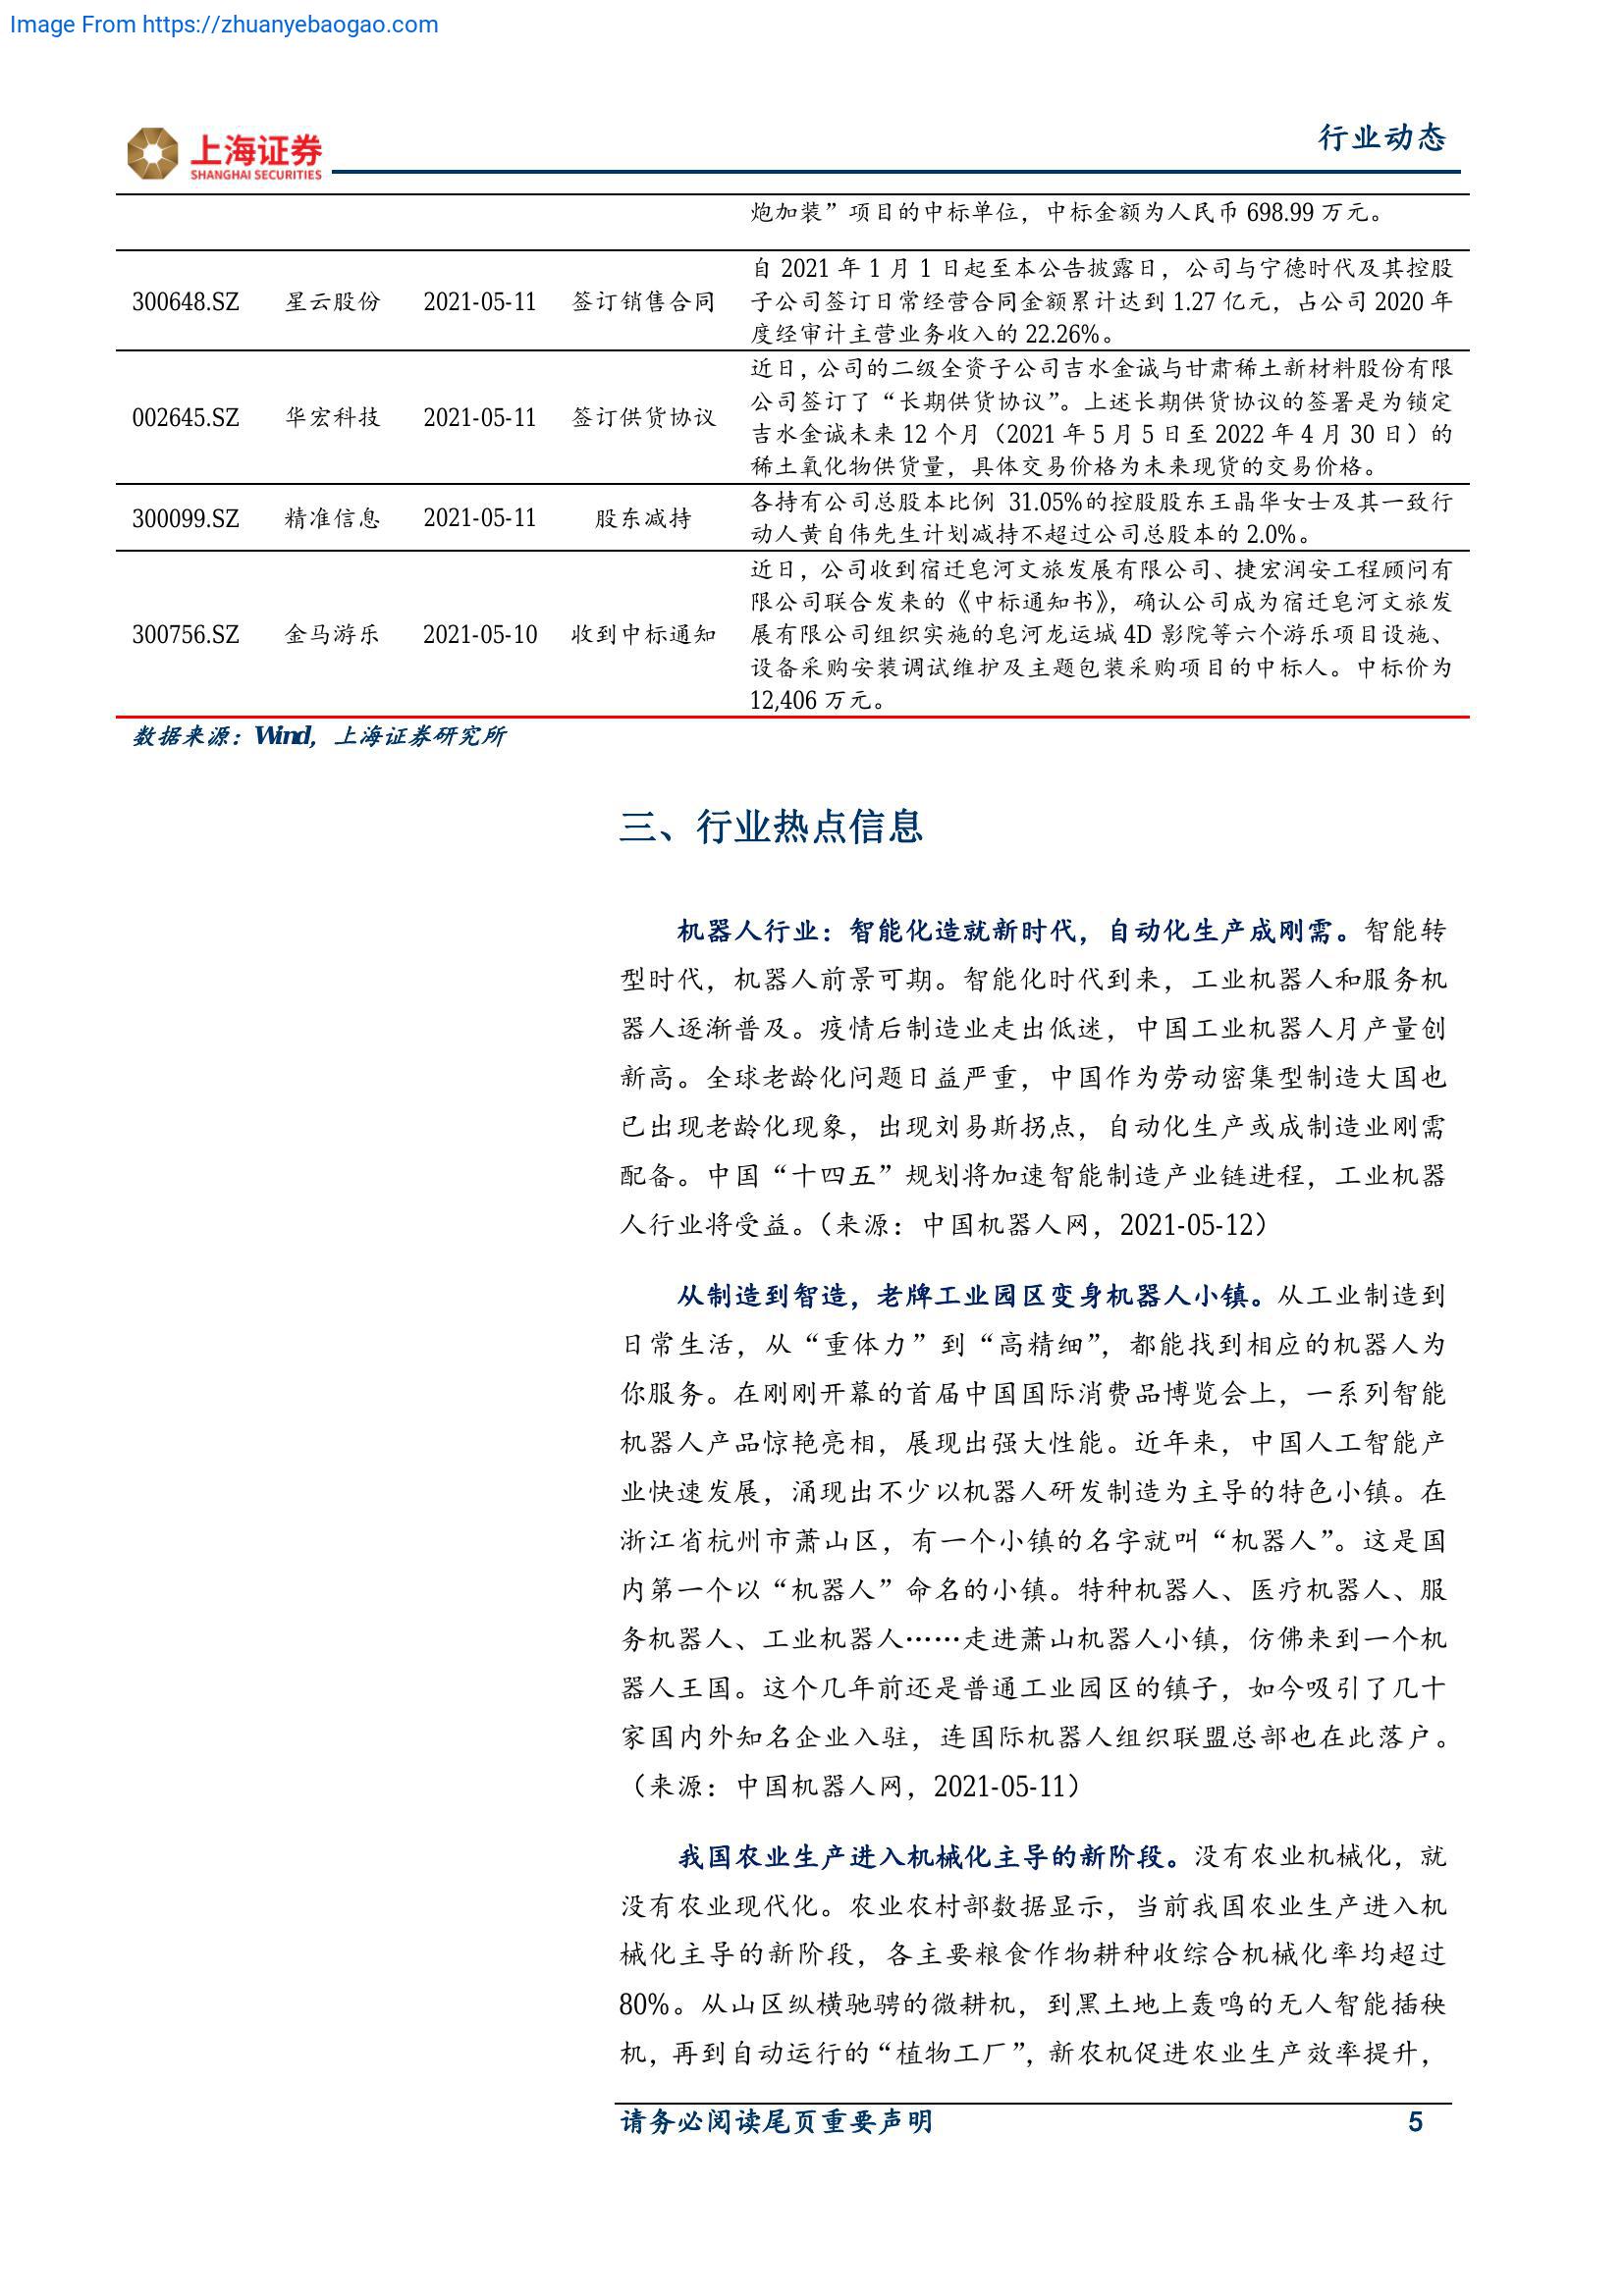 Image From https://zhuanyebaogao.com
上海证券
SHANGHAI SECURITIES
行业动态
炮加装”项目的中标单位，中标金额为人民币 698.99 万元。
300648.SZ 星云股份 2021-05-11 签订销售合同
自 2021 年 1 月 1 日起至本公告披露日，公司与宁德时代及其控股
子公司签订日常经营合同金额累计达到 1.27 亿元，占公司 2020 年
度经审计主营业务收入的 22.26%。
002645.SZ 华宏科技 2021-05-11 签订供货协议
近日，公司的二级全资子公司吉水金诚与甘肃稀土新材料股份有限
公司签订了“长期供货协议”。上述长期供货协议的签署是为锁定
吉水金诚未来 12 个月（2021 年 5 月 5 日至 2022 年 4 月 30 日）的
稀土氧化物供货量，具体交易价格为未来现货的交易价格。
300099.SZ 精准信息 2021-05-11 股东减持
各持有公司总股本比例 31.05%的控股股东王晶华女士及其一致行
动人黄自伟先生计划减持不超过公司总股本的 2.0%。
300756.SZ 金马游乐 2021-05-10 收到中标通知
近日，公司收到宿迁皂河文旅发展有限公司、捷宏润安工程顾问有
限公司联合发来的《中标通知书》，确认公司成为宿迁皂河文旅发
展有限公司组织实施的皂河龙运城 4D 影院等六个游乐项目设施、
设备采购安装调试维护及主题包装采购项目的中标人。中标价为
12,406 万元。
数据来源：Wind，上海证券研究所
三、行业热点信息
机器人行业：智能化造就新时代，自动化生产成刚需。智能转
型时代，机器人前景可期。智能化时代到来，工业机器人和服务机
器人逐渐普及。疫情后制造业走出低迷，中国工业机器人月产量创
新高。全球老龄化问题日益严重，中国作为劳动密集型制造大国也
已出现老龄化现象，出现刘易斯拐点，自动化生产或成制造业刚需
配备。中国“十四五”规划将加速智能制造产业链进程，工业机器
人行业将受益。（来源：中国机器人网，2021-05-12）
从制造到智造，老牌工业园区变身机器人小镇。从工业制造到
日常生活，从“重体力”到“高精细”，都能找到相应的机器人为
你服务。在刚刚开幕的首届中国国际消费品博览会上，一系列智能
机器人产品惊艳亮相，展现出强大性能。近年来，中国人工智能产
业快速发展，涌现出不少以机器人研发制造为主导的特色小镇。在
浙江省杭州市萧山区，有一个小镇的名字就叫“机器人”。这是国
内第一个以“机器人”命名的小镇。特种机器人、医疗机器人、服
务机器人、工业机器人……走进萧山机器人小镇，仿佛来到一个机
器人王国。这个几年前还是普通工业园区的镇子，如今吸引了几十
家国内外知名企业入驻，连国际机器人组织联盟总部也在此落户。
（来源：中国机器人网，2021-05-11）
我国农业生产进入机械化主导的新阶段。没有农业机械化，就
没有农业现代化。农业农村部数据显示，当前我国农业生产进入机
械化主导的新阶段，各主要粮食作物耕种收综合机械化率均超过
80%。从山区纵横驰骋的微耕机，到黑土地上轰鸣的无人智能插秧
机，再到自动运行的“植物工厂”，新农机促进农业生产效率提升，
请务必阅读尾页重要声明 5